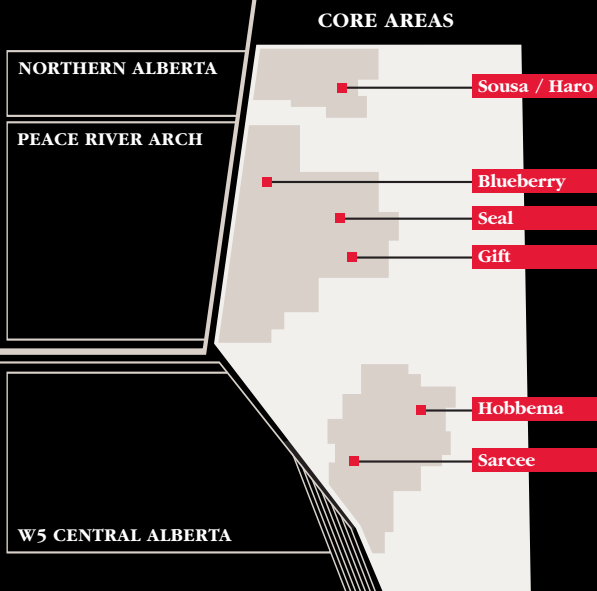 CORE AREAS
NORTHERN ALBERTA
Sousa / Haro
PEACE RIVER ARCH
Blueberry
Seal
Gift
Hobbema
Sarcee
W5 CENTRAL ALBERTA